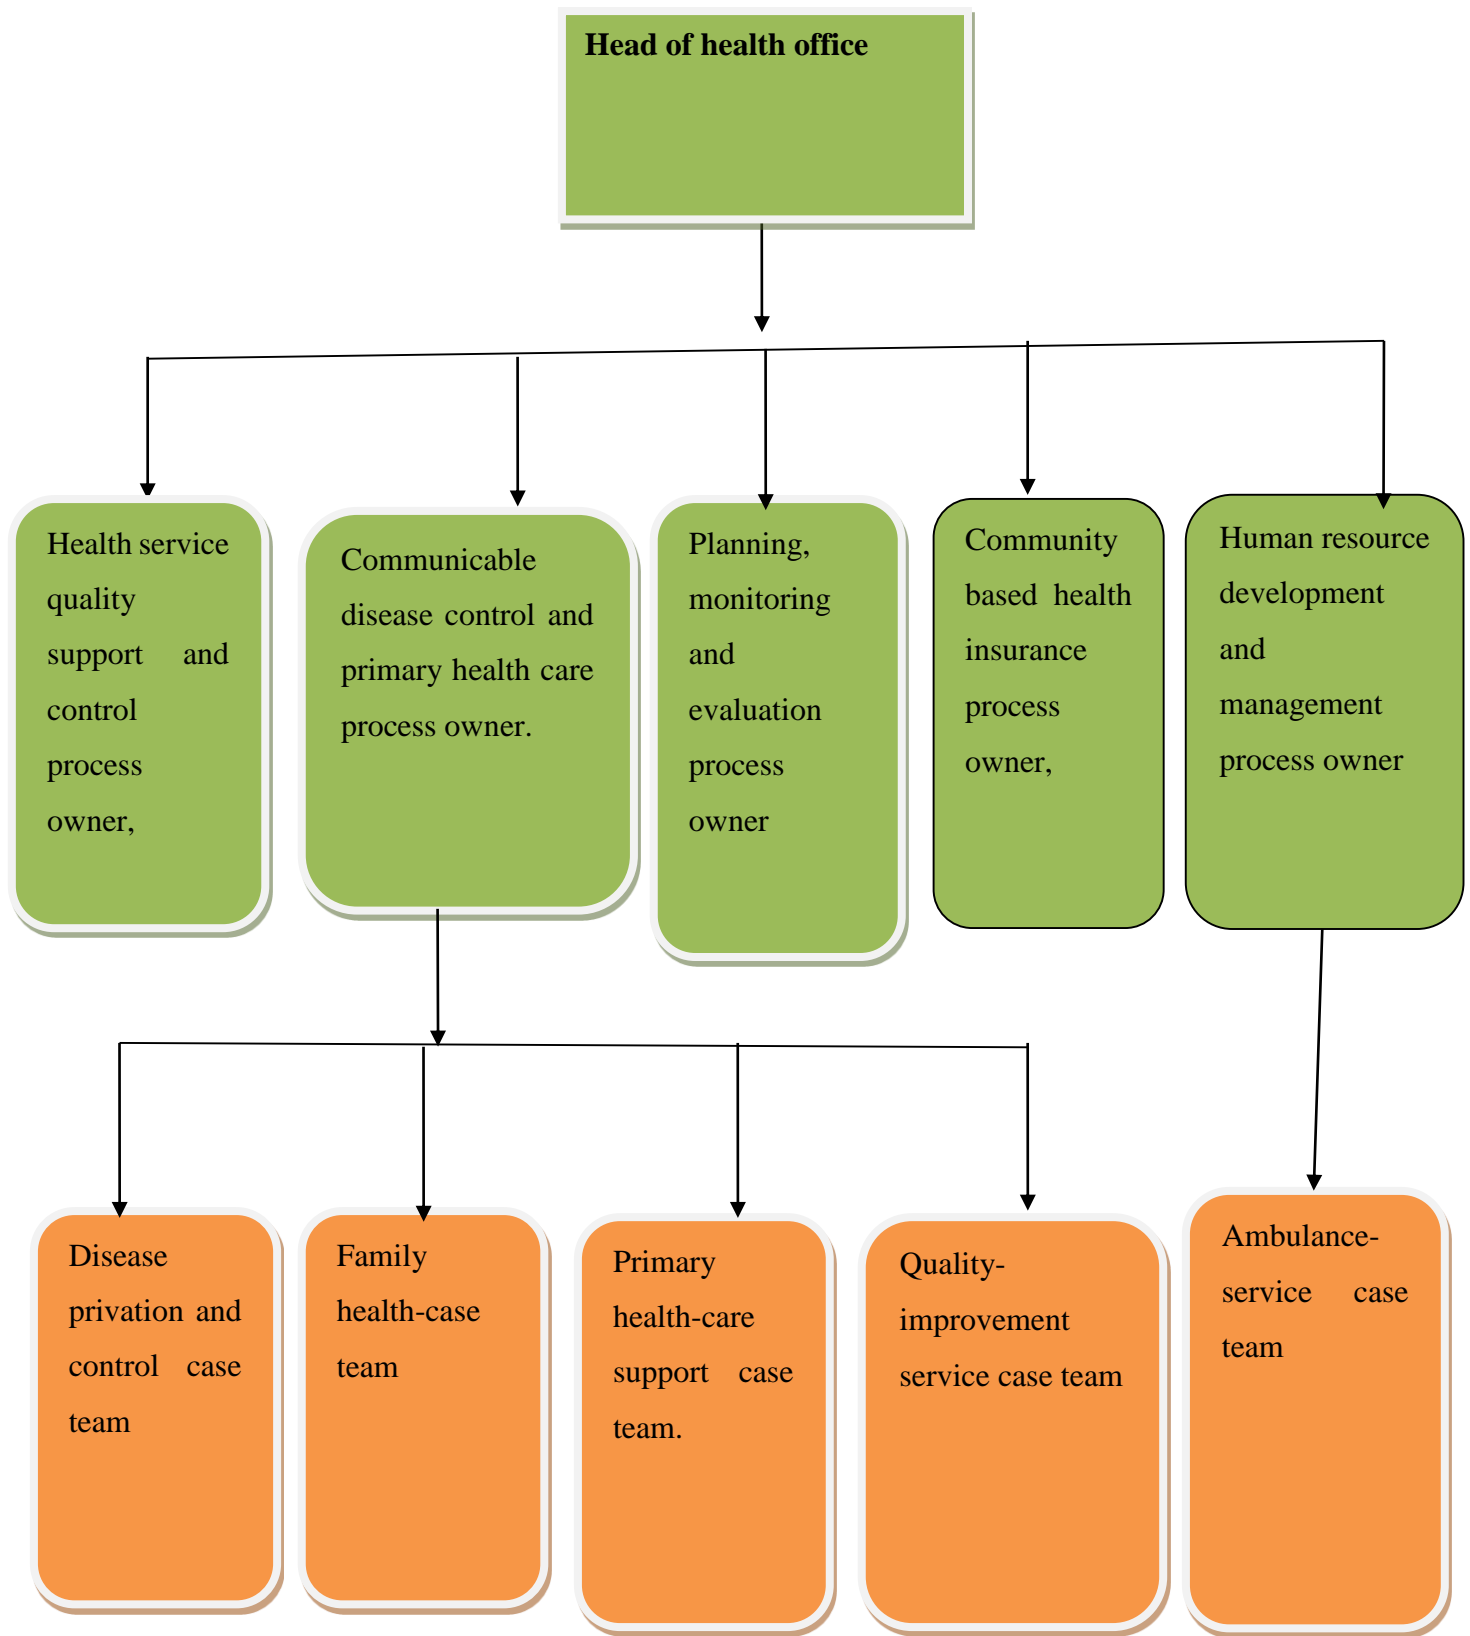 Head of health office
Health service
quality
support and
control
process
owner,
Communicable
disease control and
primary health care
process owner.
Planning,
monitoring
and
evaluation
process
owner
Community
based health
insurance
process
owner,
Human resource
development
and
management
process owner
Disease
privation and
control case
team
Family
health-case
team
Primary
health-care
support case
team.
Quality-
improvement
service case team
Ambulance-
service case
team